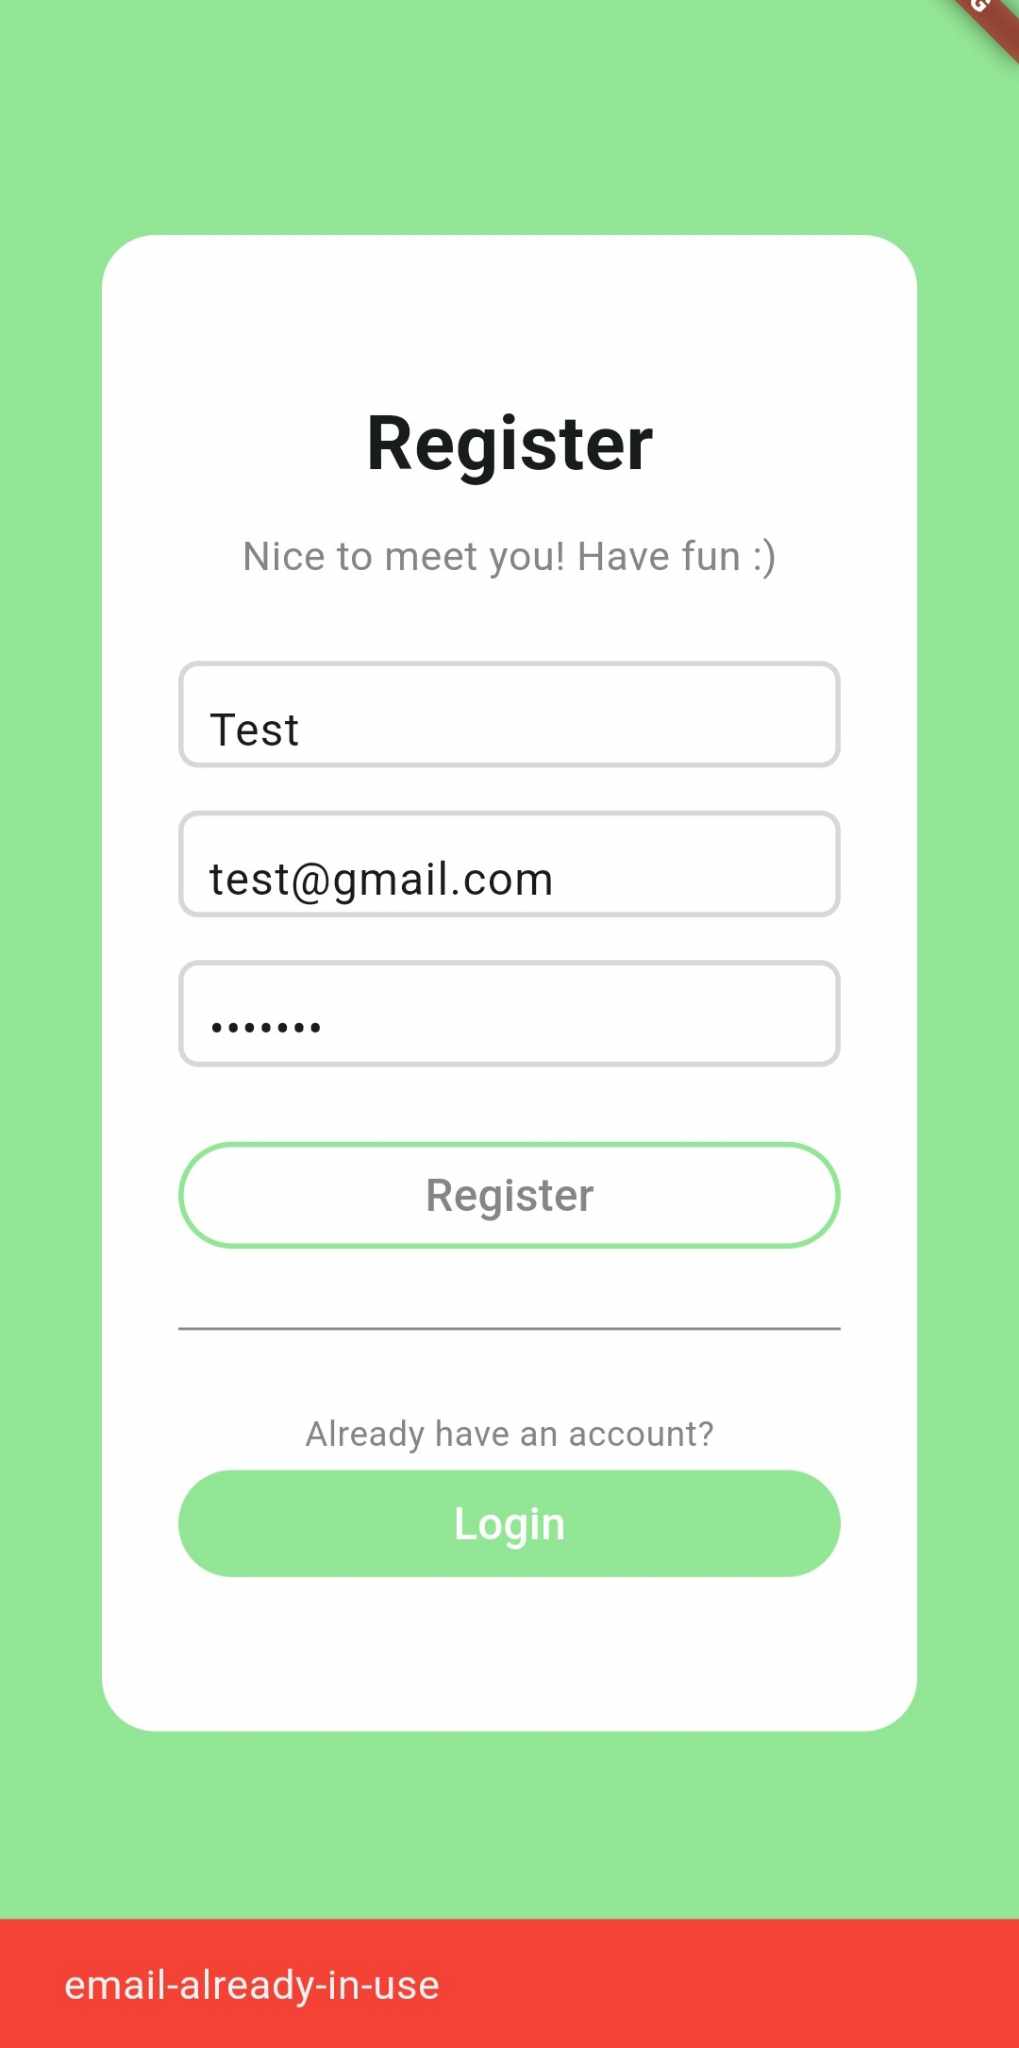 Register
Nice to meet you! Have fun :)
Test
test@gmail.com
•••••••
Register
Already have an account?
Login
email-already-in-use